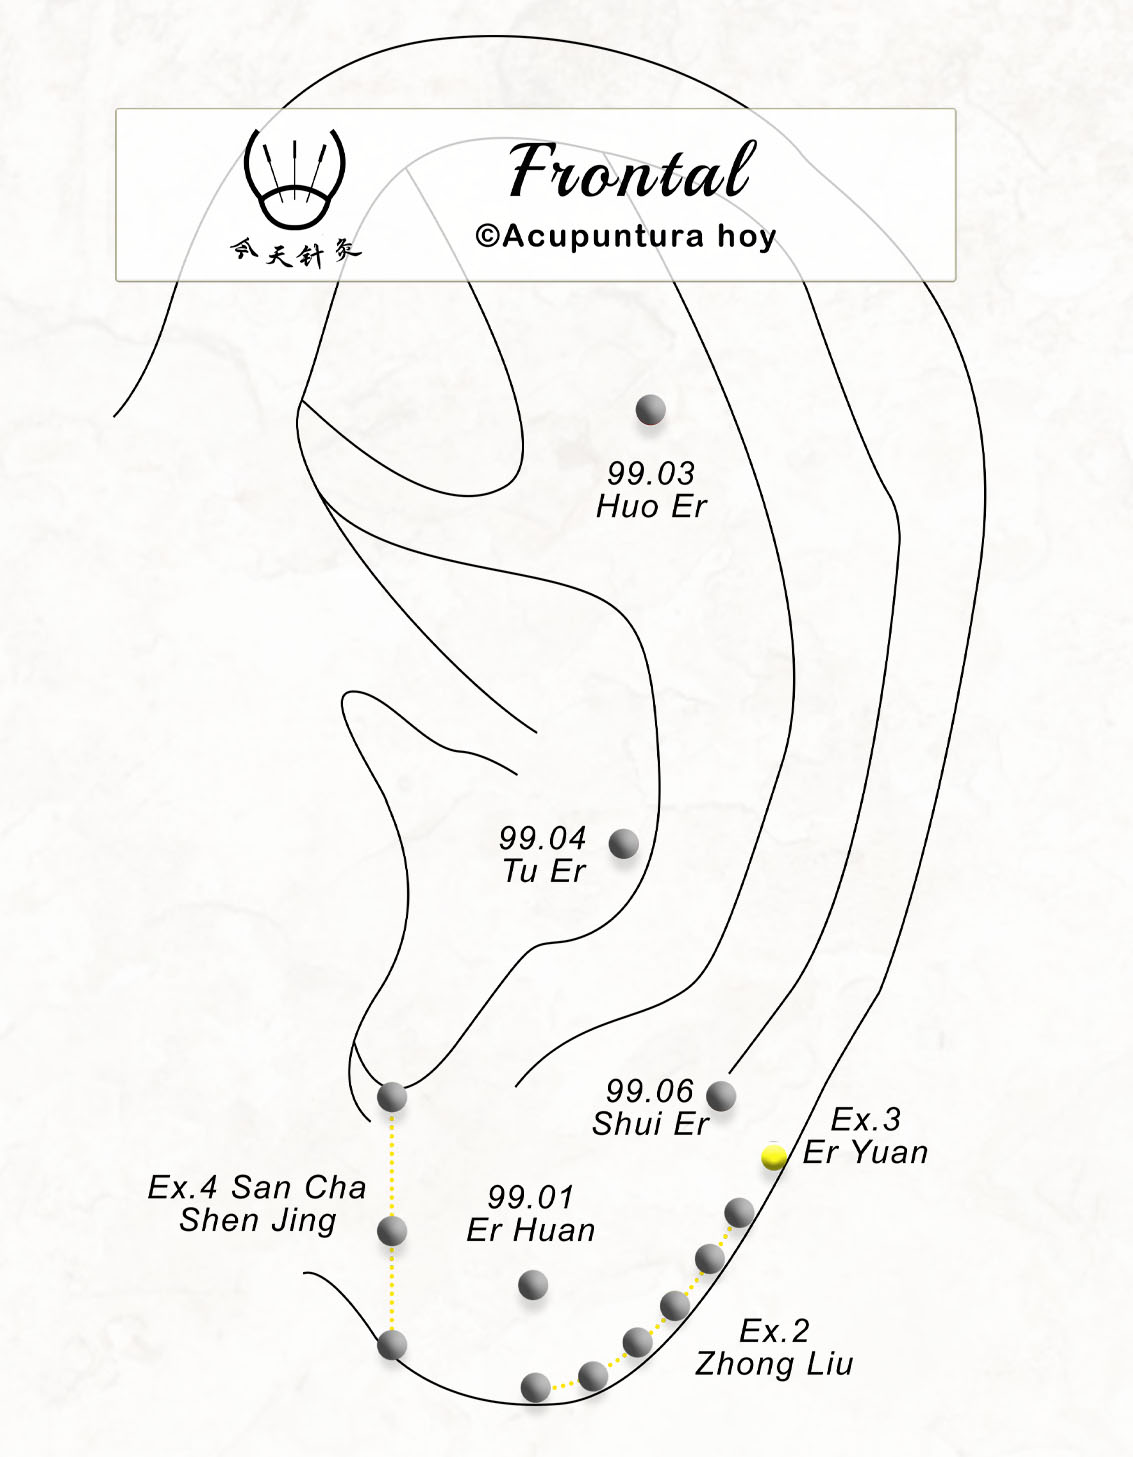 Frontal
©Acupuntura hoy
今天针灸
99.03
Huo Er
99.04
Tu Er
99.06
Shui Er
Ex.3
Er Yuan
Ex.4 San Cha
Shen Jing
99.01
Er Huan
Ex.2
Zhong Liu